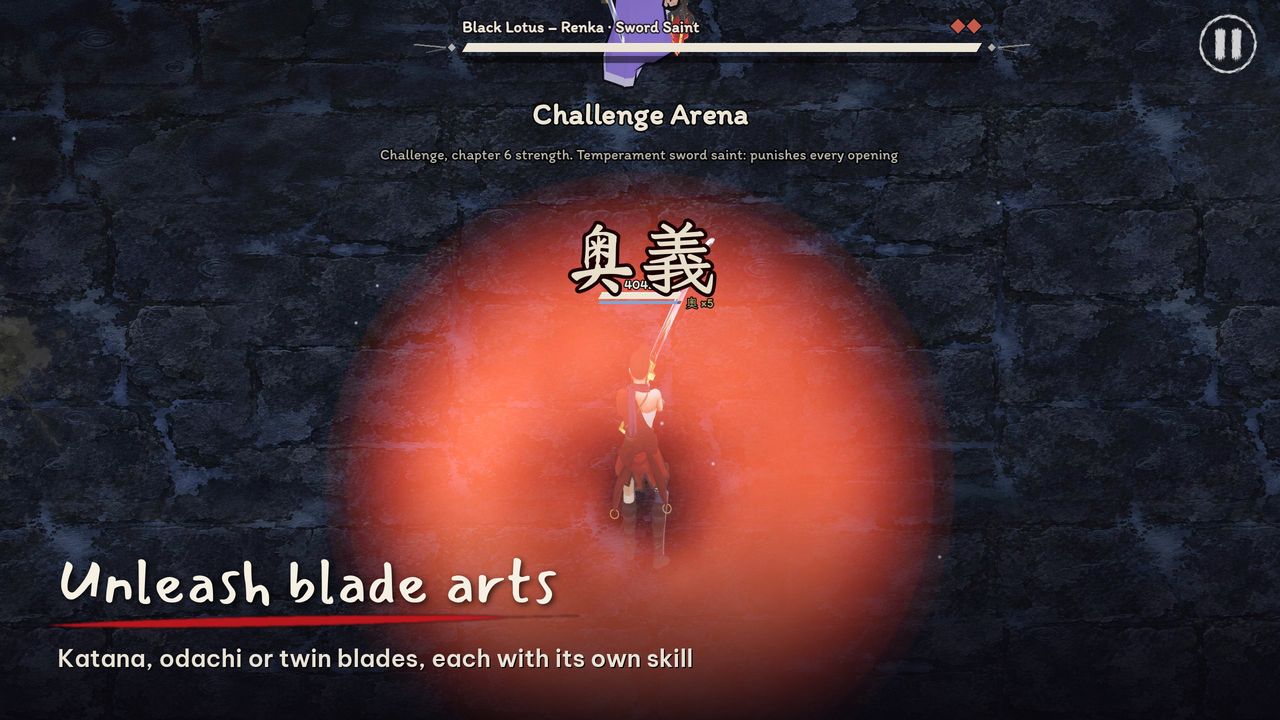 Black Lotus – Renka · Sword Saint
Challenge Arena
Challenge, chapter 6 strength. Temperament sword saint: punishes every opening
奥義
404.
奥 x5
Unleash blade arts
Katana, odachi or twin blades, each with its own skill